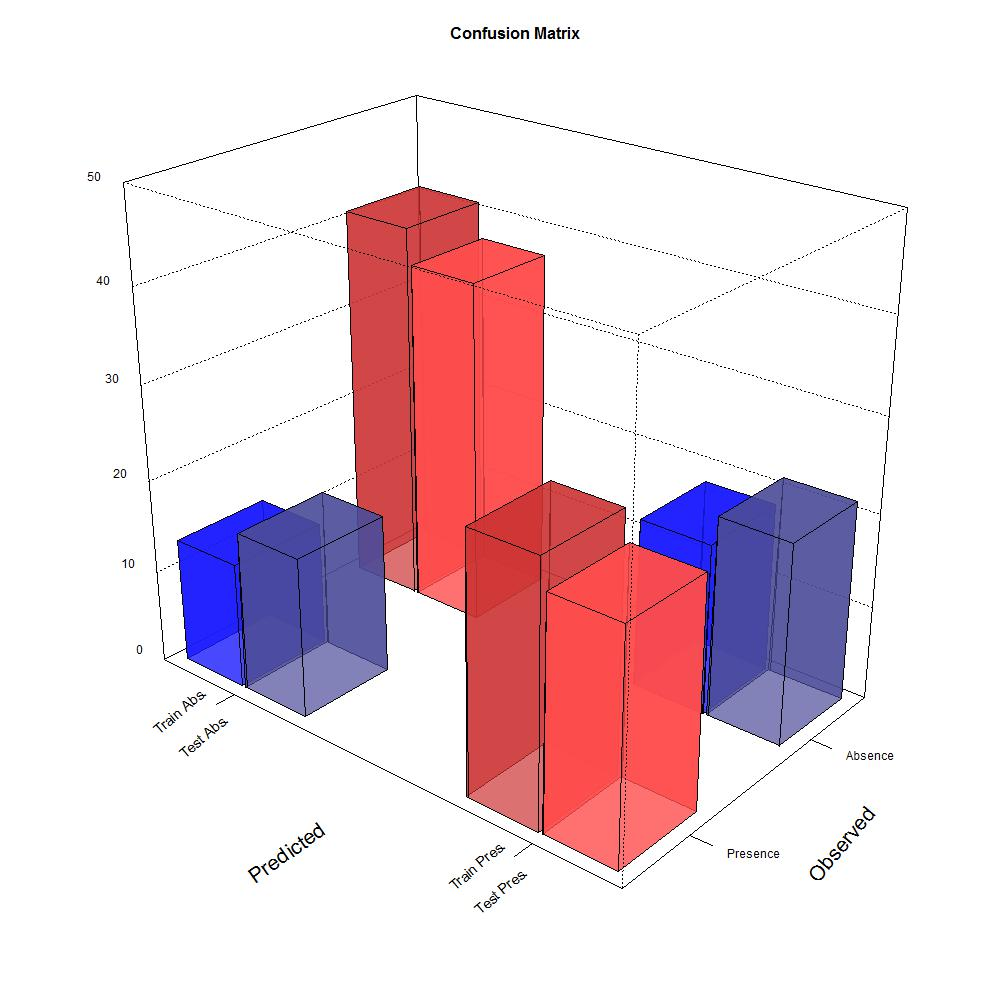 Confusion Matrix
50
40
30
20
10
0
Train Abs.
Test Abs.
Predicted
Train Pres.
Test Pres.
Presence
Absence
Observed